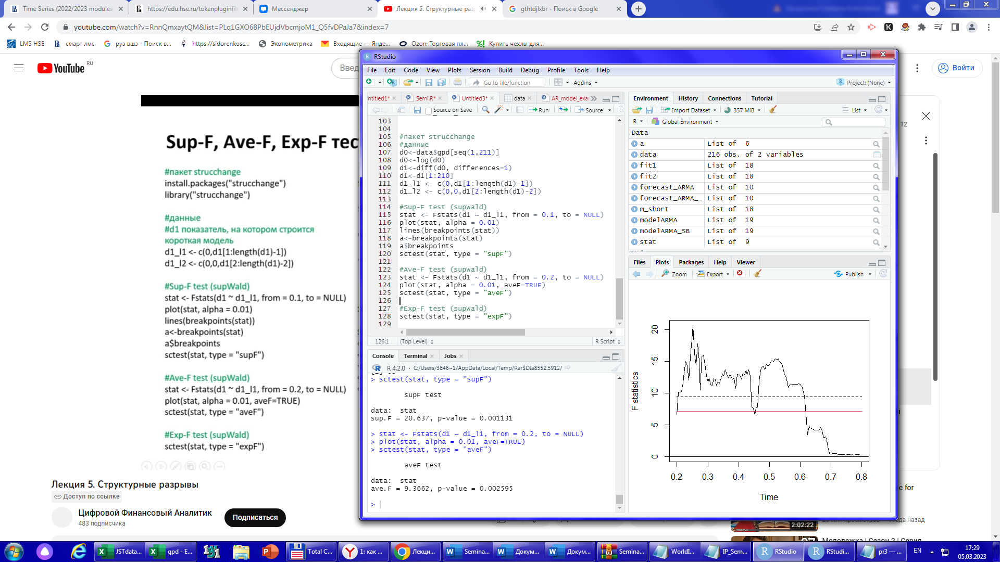 Time Series (2022/2023 modules
https://edu.hse.ru/tokenpluginfile
Мессенджер
Лекция 5. Структурные разр
gthtdjlxbr - Поиск в Google
youtube.com/watch?v=RnnQmxaytQM&list=PLq1GXO68PbEUjdVbcmjoM1_Q5fvDPaJa7&index=7
LMS HSE
смарт лмс
руз вшэ - Поиск в...
https://sidorenkosc...
Эконометрика
Входящие — Янде...
Ozon: Торговая пл...
Купить чехлы для...
YouTube RU
Введ
Войти
12
Sup-F, Ave-F, Exp-F тес
#пакет strucchange
install.packages("strucchange")
library("strucchange")
#данные
#d1 показатель, на котором строится
короткая модель
d1_l1 <- c(0,d1[1:length(d1)-1])
d1_l2 <- c(0,0,d1[2:length(d1)-2])
#Sup-F test (supWald)
stat <- Fstats(d1 ~ d1_l1, from = 0.1, to = NULL)
plot(stat, alpha = 0.01)
lines(breakpoints(stat))
a<-breakpoints(stat)
a$breakpoints
sctest(stat, type = "supF")
#Ave-F test (supWald)
stat <- Fstats(d1 ~ d1_l1, from = 0.2, to = NULL)
plot(stat, alpha = 0.01, aveF=TRUE)
sctest(stat, type = "aveF")
#Exp-F test (supWald)
sctest(stat, type = "expF")
Лекция 5. Структурные разрывы
Доступ по ссылке
Цифровой Финансовый Аналитик
483 подписчика
Подписаться
RStudio
File Edit Code View Plots Session Build Debug Profile Tools Help
Go to file/function
Addins
Project: (None)
ntitled1*
Semi.R*
Untitled3*
data
AR_model_exar
Source on Save
Run
Source
103
104
105 #пакет strucchange
106 #данные
107 d0<-data$gpd[seq(1,211)]
108 d0<-log(d0)
109 d1<-diff(d0, differences=1)
110 d1<-d1[1:210]
111 d1_l1 <- c(0,d1[1:length(d1)-1])
112 d1_l2 <- c(0,0,d1[2:length(d1)-2])
113
114 #Sup-F test (supWald)
115 stat <- Fstats(d1 ~ d1_l1, from = 0.1, to = NULL)
116 plot(stat, alpha = 0.01)
117 lines(breakpoints(stat))
118 a<-breakpoints(stat)
119 a$breakpoints
120 sctest(stat, type = "supF")
121
122 #Ave-F test (supWald)
123 stat <- Fstats(d1 ~ d1_l1, from = 0.2, to = NULL)
124 plot(stat, alpha = 0.01, aveF=TRUE)
125 sctest(stat, type = "aveF")
126
127 #Exp-F test (supWald)
128 sctest(stat, type = "expF")
129
126:1
(Top Level)
R Script
Console Terminal Jobs
R 4.2.0 · C:/Users/3E46~1/AppData/Local/Temp/Rar$DIa8552.5912/
> sctest(stat, type = "supF")
supF test
data: stat
sup.F = 20.637, p-value = 0.001131
> stat <- Fstats(d1 ~ d1_l1, from = 0.2, to = NULL)
> plot(stat, alpha = 0.01, aveF=TRUE)
> sctest(stat, type = "aveF")
aveF test
data: stat
ave.F = 9.3662, p-value = 0.002595
>
Environment History Connections Tutorial
Import Dataset
357 MiB
List
R
Global Environment
Data
a List of 6
data 216 obs. of 2 variables
fit1 List of 18
fit2 List of 18
forecast_ARMA List of 10
forecast_ARMA_... List of 10
m_short List of 18
modelARMA List of 19
modelARMA_SB List of 19
stat List of 9
Files Plots Packages Help Viewer
Zoom
Export
Publish
F statistics
20
15
10
5
0
0.2 0.3 0.4 0.5 0.6 0.7 0.8
Time
c for
года назад
2:02:22
Молодежка | Сезон 2 | Серия
JSTdata...
gpd - E...
Total C...
1: как ...
Лекци...
Semina...
Докум...
Докум...
Semina...
WorldI...
IP_Sem...
RStudio
RStudi...
pr3 — ...
EN
17:29
05.03.2023